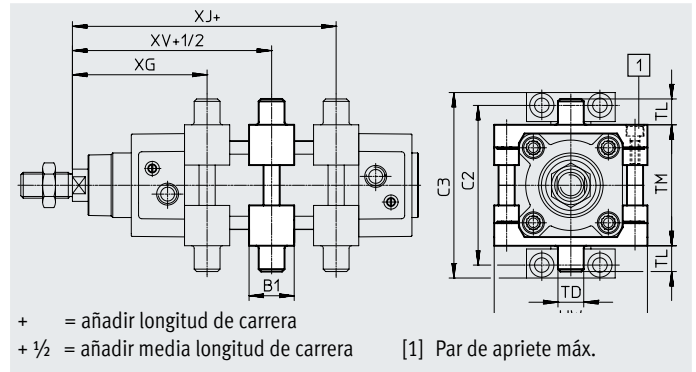 XJ+
XV+1/2
XG
1
TL
C3
C2
TM
TL
B1
TD
+ = añadir longitud de carrera
+ ½ = añadir media longitud de carrera
[1] Par de apriete máx.